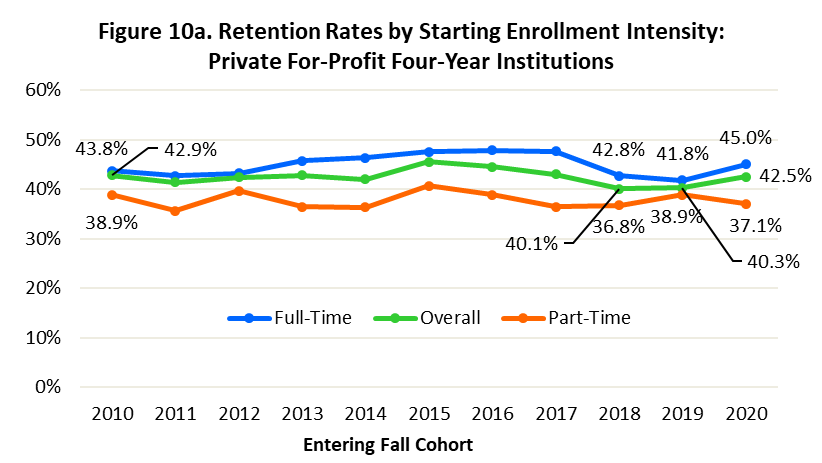 Figure 10a. Retention Rates by Starting Enrollment Intensity:
Private For-Profit Four-Year Institutions
60%
50%
40%
30%
20%
10%
0%
43.8%
42.9%
38.9%
42.8%
41.8%
45.0%
42.5%
40.1%
36.8%
38.9%
37.1%
40.3%
Full-Time
Overall
Part-Time
2010 2011 2012 2013 2014 2015 2016 2017 2018 2019 2020
Entering Fall Cohort